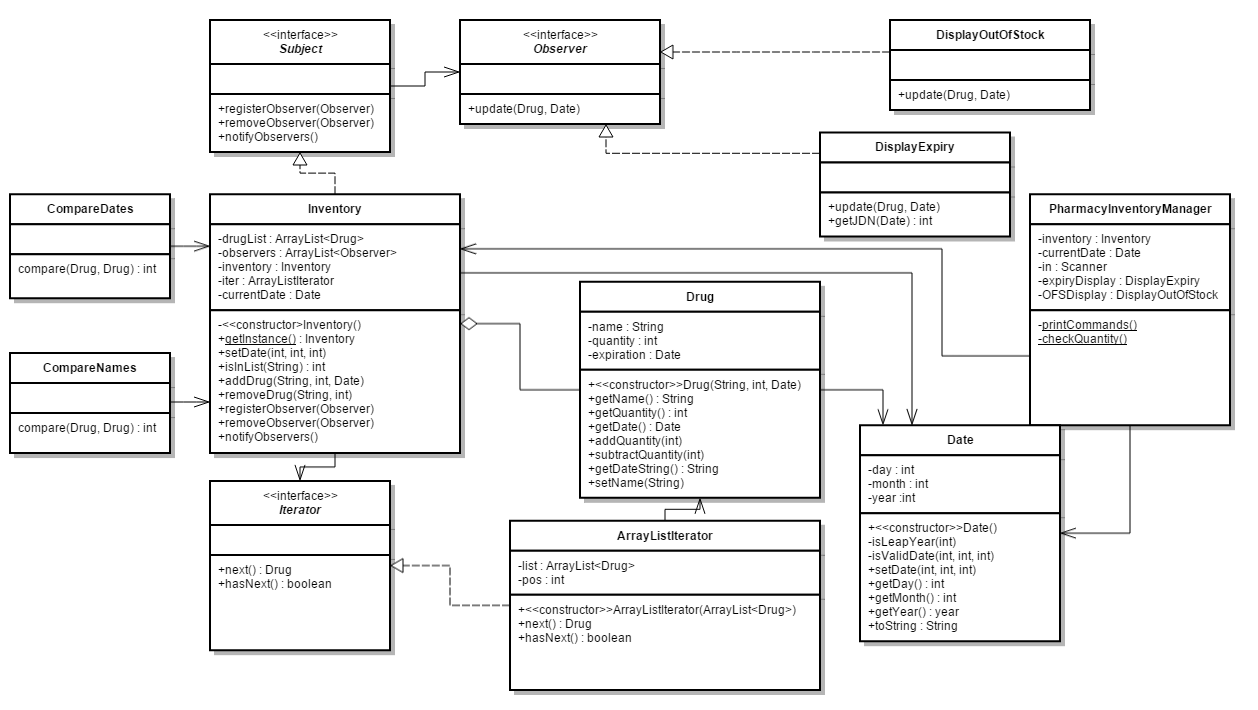 <<interface>>
Subject
+registerObserver(Observer)
+removeObserver(Observer)
+notifyObservers()
<<interface>>
Observer
+update(Drug, Date)
DisplayOutOfStock
+update(Drug, Date)
DisplayExpiry
+update(Drug, Date)
+getJDN(Date) : int
CompareDates
compare(Drug, Drug) : int
CompareNames
compare(Drug, Drug) : int
Inventory
-drugList : ArrayList<Drug>
-observers : ArrayList<Observer>
-inventory : Inventory
-iter : ArrayListIterator
-currentDate : Date
-<<constructor>Inventory()
+getInstance() : Inventory
+setDate(int, int, int)
+isInList(String) : int
+addDrug(String, int, Date)
+removeDrug(String, int)
+registerObserver(Observer)
+removeObserver(Observer)
+notifyObservers()
Drug
-name : String
-quantity : int
-expiration : Date
+<<constructor>>Drug(String, int, Date)
+getName() : String
+getQuantity() : int
+getDate() : Date
+addQuantity(int)
+subtractQuantity(int)
+getDateString() : String
+setName(String)
PharmacyInventoryManager
-inventory : Inventory
-currentDate : Date
-in : Scanner
-expiryDisplay : DisplayExpiry
-OFSDisplay : DisplayOutOfStock
-printCommands()
-checkQuantity()
<<interface>>
Iterator
+next() : Drug
+hasNext() : boolean
ArrayListIterator
-list : ArrayList<Drug>
-pos : int
+<<constructor>>ArrayListIterator(ArrayList<Drug>)
+next() : Drug
+hasNext() : boolean
Date
-day : int
-month : int
-year :int
+<<constructor>>Date()
-isLeapYear(int)
-isValidDate(int, int, int)
+setDate(int, int, int)
+getDay() : int
+getMonth() : int
+getYear() : year
+toString : String